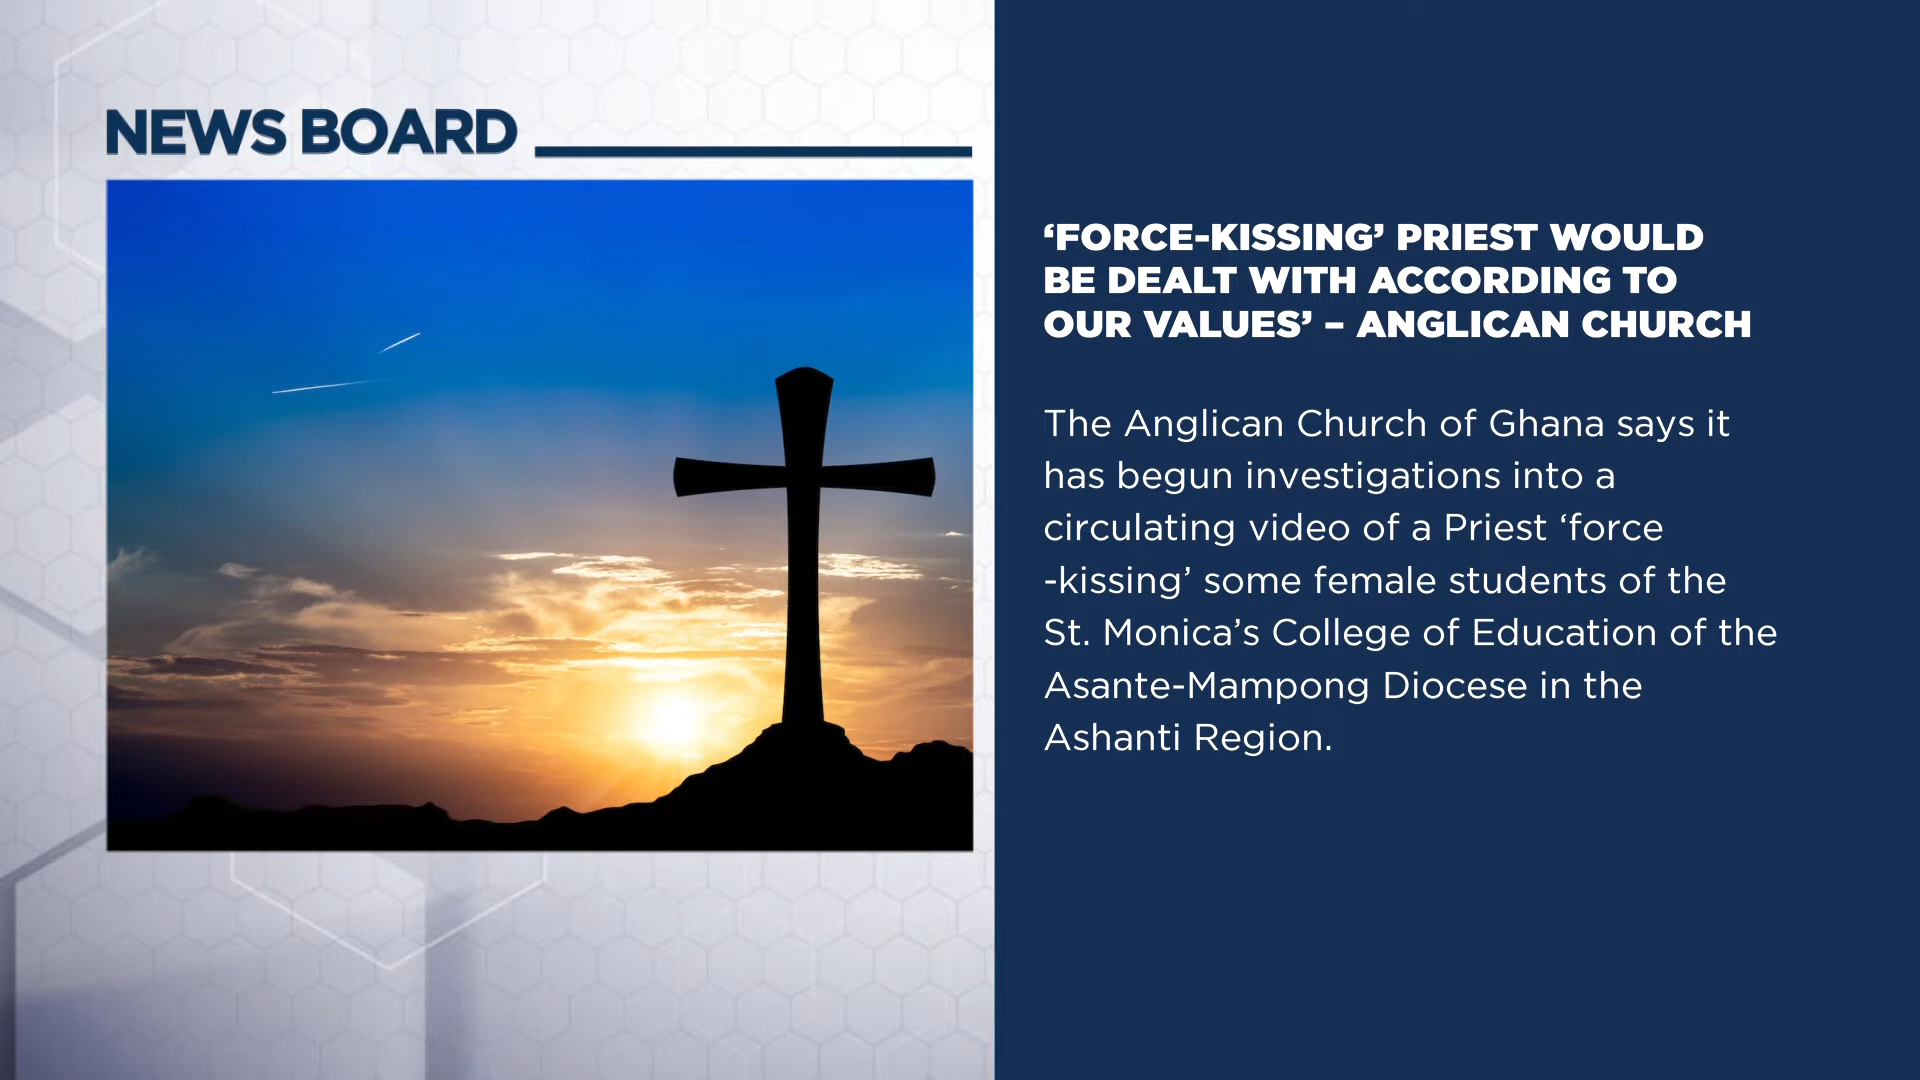 NEWS BOARD
‘FORCE-KISSING’ PRIEST WOULD
BE DEALT WITH ACCORDING TO
OUR VALUES’ – ANGLICAN CHURCH
The Anglican Church of Ghana says it
has begun investigations into a
circulating video of a Priest ‘force
-kissing’ some female students of the
St. Monica’s College of Education of the
Asante-Mampong Diocese in the
Ashanti Region.